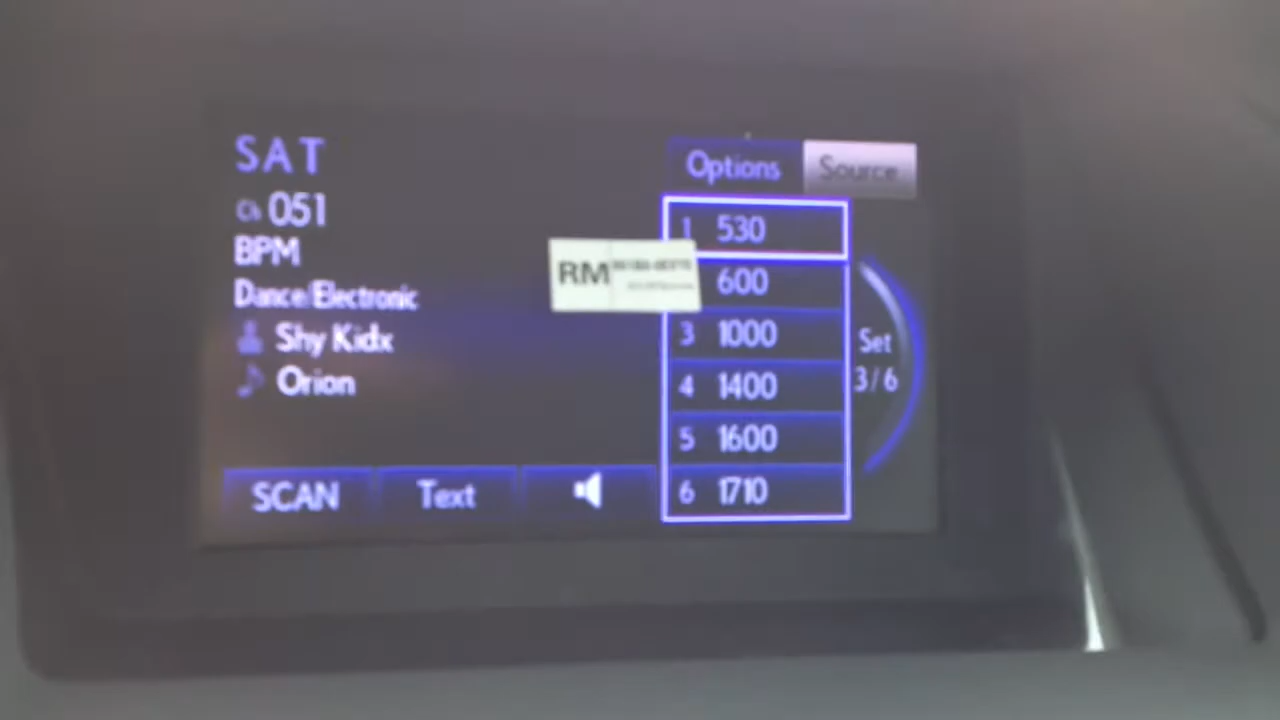 SAT
Ch 051
BPM
Dance/Electronic
Shy Kidx
Orion
SCAN
Text
Options
Source
1 530
600
3 1000
4 1400
5 1600
6 1710
Set
3/6
RM